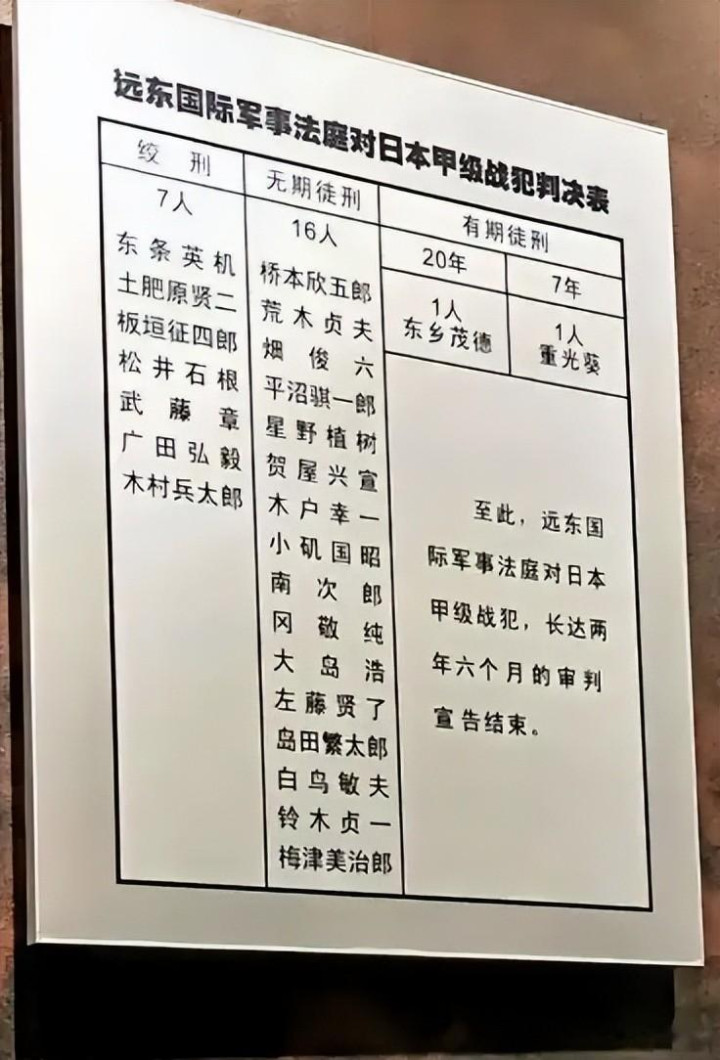 远东国际军事法庭对日本甲级战犯判决表
绞刑
7人
东条英机
土肥原贤二
板垣征四郎
松井石根
武藤章
广田弘毅
木村兵太郎
无期徒刑
16人
桥本欣五郎
荒木贞夫
畑俊六
平沼骐一郎
星野植树
贺屋兴宣
木户幸一
小矶国昭
南次郎
冈敬纯
大岛浩
左藤贤了
岛田繁太郎
白鸟敏夫
铃木贞一
梅津美治郎
有期徒刑
20年
1人
东乡茂德
7年
1人
重光葵
至此，远东国
际军事法庭对日本
甲级战犯，长达两
年六个月的审判
宣告结束。